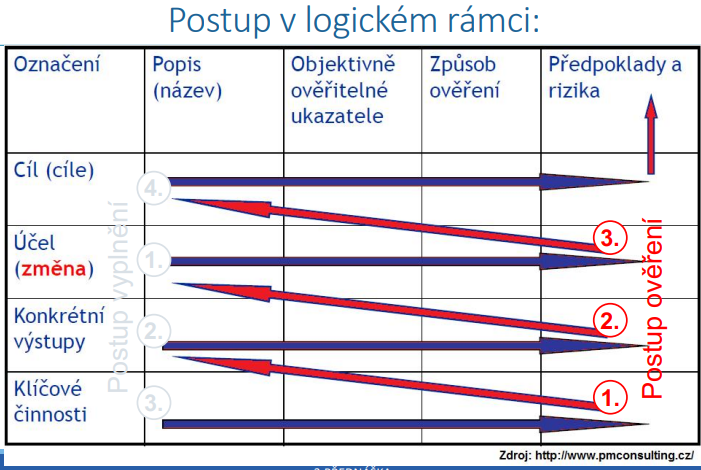 Postup v logickém rámci:
Označení
Popis
(název)
Objektivně
ověřitelné
ukazatele
Způsob
ověření
Předpoklady a
rizika
Cíl (cíle)
4.
3.
Účel
(změna)
1.
2.
Konkrétní
výstupy
2.
1.
Klíčové
činnosti
3.
Postup vyplnění
Postup ověření
Zdroj: http://www.pmconsulting.cz/